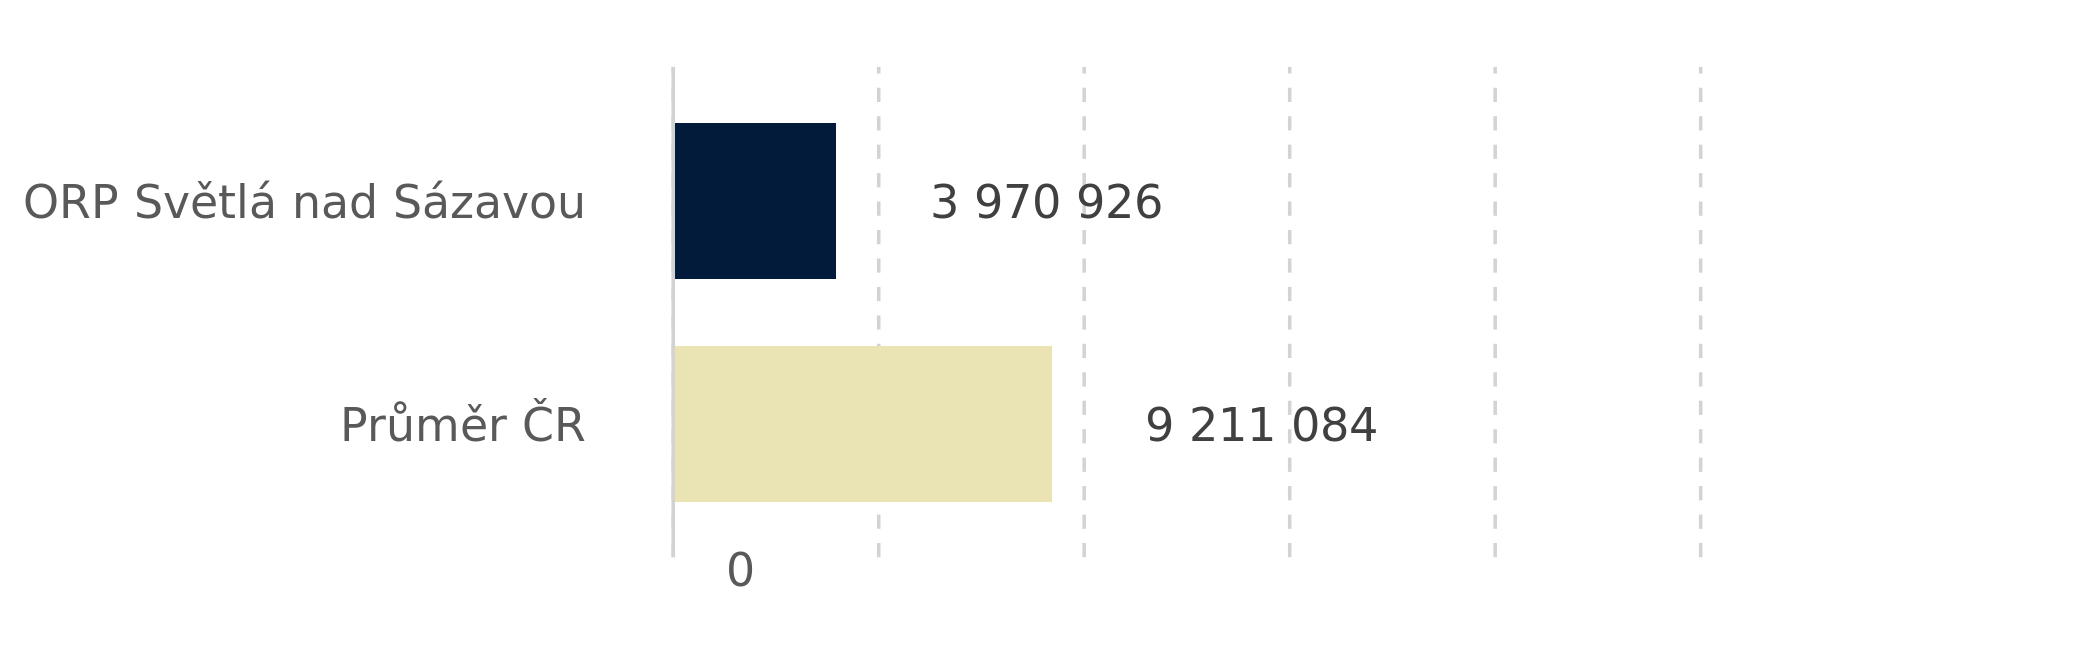 ORP Světlá nad Sázavou 3 970 926
Průměr ČR 9 211 084
0